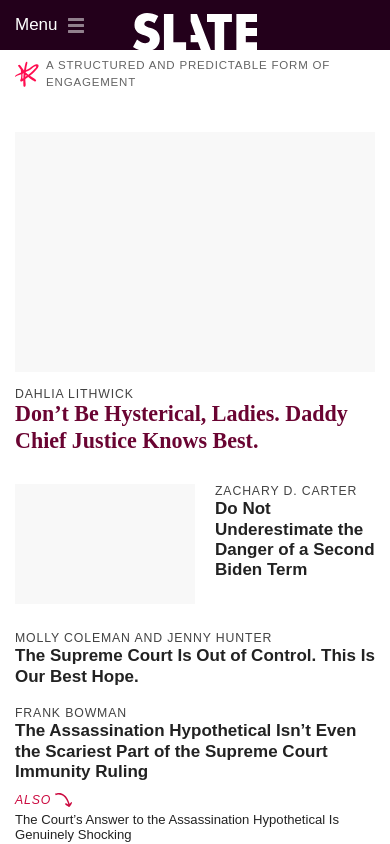 Menu
SLATE
A STRUCTURED AND PREDICTABLE FORM OF
ENGAGEMENT
DAHLIA LITHWICK
Don’t Be Hysterical, Ladies. Daddy
Chief Justice Knows Best.
ZACHARY D. CARTER
Do Not
Underestimate the
Danger of a Second
Biden Term
MOLLY COLEMAN AND JENNY HUNTER
The Supreme Court Is Out of Control. This Is
Our Best Hope.
FRANK BOWMAN
The Assassination Hypothetical Isn’t Even
the Scariest Part of the Supreme Court
Immunity Ruling
ALSO
The Court’s Answer to the Assassination Hypothetical Is
Genuinely Shocking